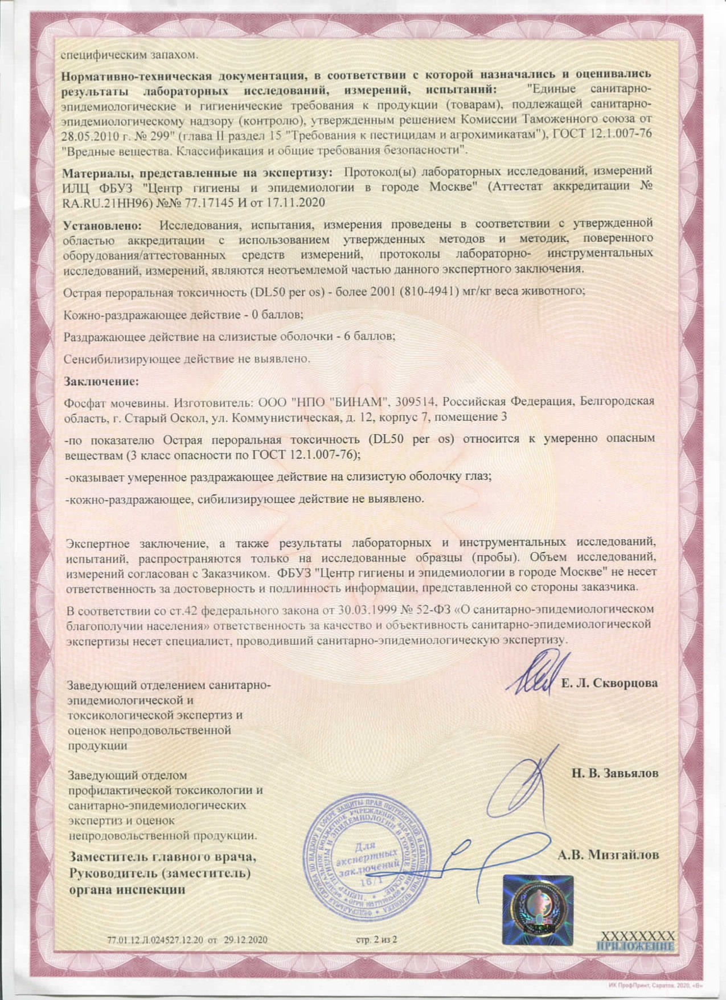 специфическим запахом.
Нормативно-техническая документация, в соответствии с которой назначались и оценивались
результаты лабораторных исследований, измерений, испытаний: "Единые санитарно-
эпидемиологические и гигиенические требования к продукции (товарам), подлежащей санитарно-
эпидемиологическому надзору (контролю), утвержденным решением Комиссии Таможенного союза от
28.05.2010 г. № 299" (глава II раздел 15 "Требования к пестицидам и агрохимикатам"), ГОСТ 12.1.007-76
"Вредные вещества. Классификация и общие требования безопасности".
Материалы, представленные на экспертизу: Протокол(ы) лабораторных исследований, измерений
ИЛЦ ФБУЗ "Центр гигиены и эпидемиологии в городе Москве" (Аттестат аккредитации №
RA.RU.21НН96) №№ 77.17145 И от 17.11.2020
Установлено: Исследования, испытания, измерения проведены в соответствии с утвержденной
областью аккредитации с использованием утвержденных методов и методик, поверенного
оборудования/аттестованных средств измерений, протоколы лабораторно- инструментальных
исследований, измерений, являются неотъемлемой частью данного экспертного заключения.
Острая пероральная токсичность (DL50 per os) - более 2001 (810-4941) мг/кг веса животного;
Кожно-раздражающее действие - 0 баллов;
Раздражающее действие на слизистые оболочки - 6 баллов;
Сенсибилизирующее действие не выявлено.
Заключение:
Фосфат мочевины. Изготовитель: ООО "НПО "БИНАМ", 309514, Российская Федерация, Белгородская
область, г. Старый Оскол, ул. Коммунистическая, д. 12, корпус 7, помещение 3
-по показателю Острая пероральная токсичность (DL50 per os) относится к умеренно опасным
веществам (3 класс опасности по ГОСТ 12.1.007-76);
-оказывает умеренное раздражающее действие на слизистую оболочку глаз;
-кожно-раздражающее, сибилизирующее действие не выявлено.
Экспертное заключение, а также результаты лабораторных и инструментальных исследований,
испытаний, распространяются только на исследованные образцы (пробы). Объем исследований,
измерений согласован с Заказчиком. ФБУЗ "Центр гигиены и эпидемиологии в городе Москве" не несет
ответственность за достоверность и подлинность информации, представленной со стороны заказчика.
В соответствии со ст.42 федерального закона от 30.03.1999 № 52-ФЗ «О санитарно-эпидемиологическом
благополучии населения» ответственность за качество и объективность санитарно-эпидемиологической
экспертизы несет специалист, проводивший санитарно-эпидемиологическую экспертизу.
Заведующий отделением санитарно-
эпидемиологической и
токсикологической экспертиз и
оценок непродовольственной
продукции
Е. Л. Скворцова
Заведующий отделом
профилактической токсикологии и
санитарно-эпидемиологических
экспертиз и оценок
непродовольственной продукции.
Н. В. Завьялов
Заместитель главного врача,
Руководитель (заместитель)
органа инспекции
А.В. Мизгайлов
Для
экспертных
заключений
16/1
77.01.12.Л.024527.12.20 от 29.12.2020
стр. 2 из 2
XXXXXXXX
ПРИЛОЖЕНИЕ
ИК ПрофПринт, Саратов, 2020, «В»